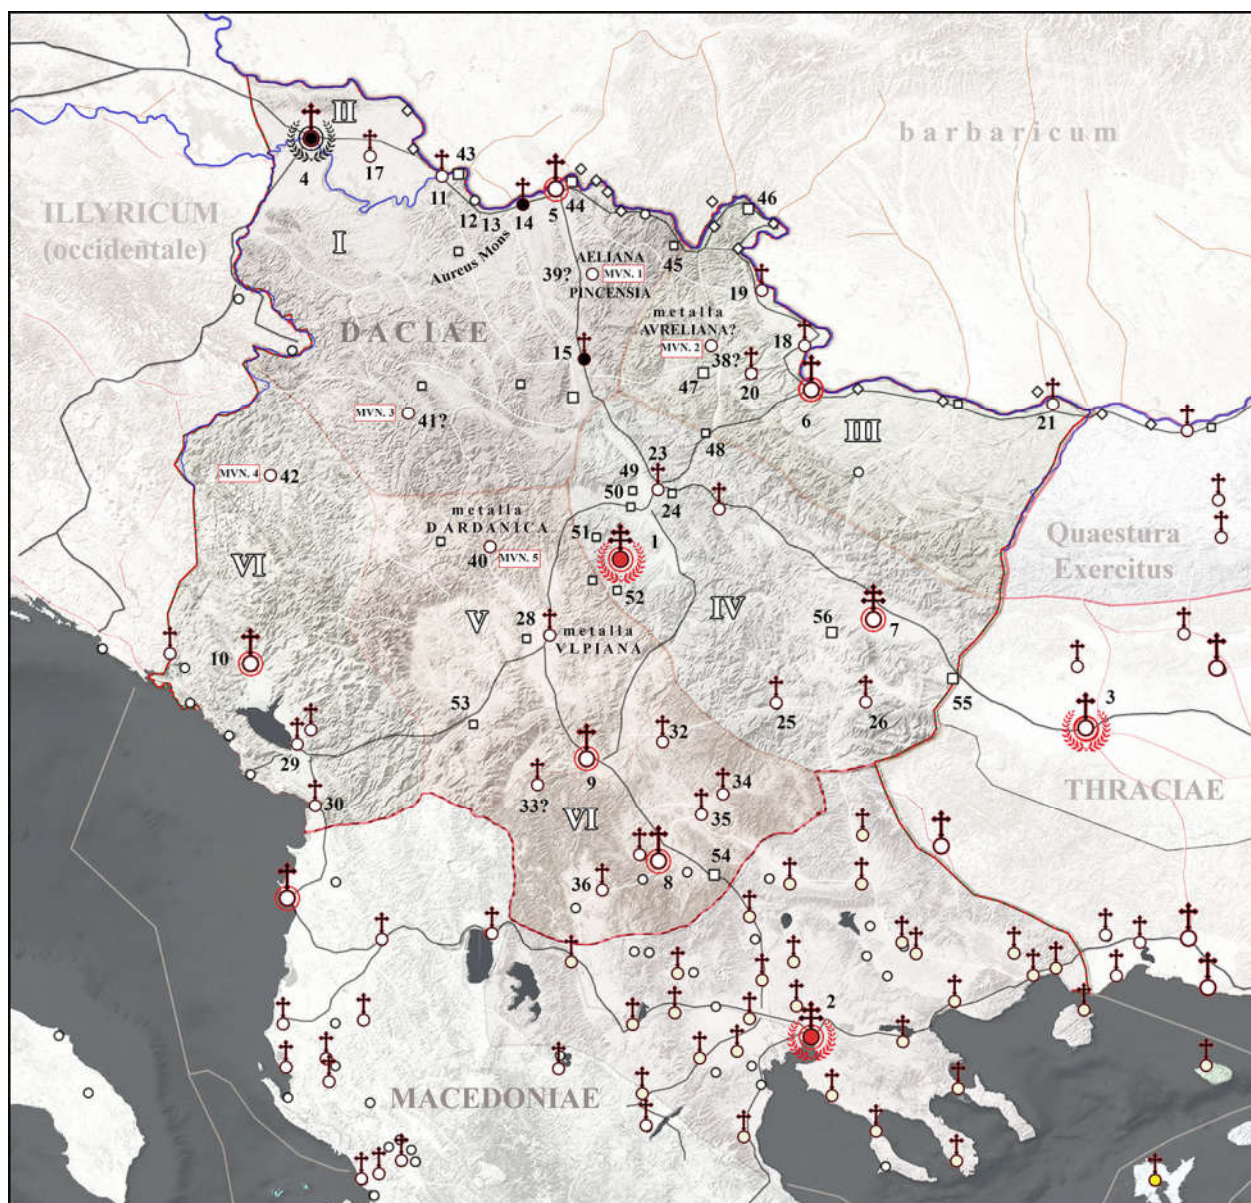 II
43
4
17
barbaricum
11
12
13
14
5
44
46
ILLYRICUM
(occidentale)
I
Aureus Mons
45
39?
AELIANA
MVN. 1
PINCENSIA
19
DACIAE
metalla
AVRELIANA?
MVN. 2
38?
18
15
47
20
MVN. 3
41?
6
III
21
48
23
MVN. 4
42
49
50
24
metalla
DARDANICA
40
MVN. 5
51
1
Quaestura
Exercitus
VI
52
IV
V
28
metalla
VLPIANA
56
7
10
53
25
26
55
3
32
29
9
THRACIAE
30
33?
VI
34
35
54
36
8
2
MACEDONIAE